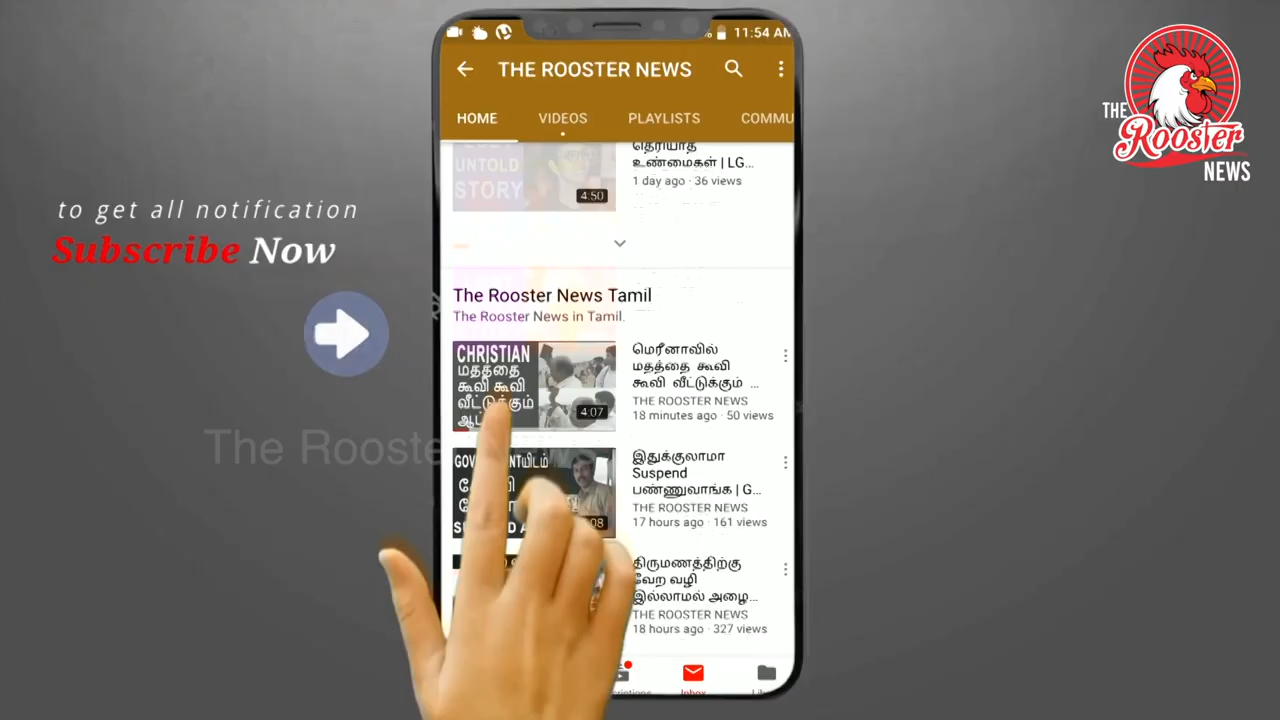 11:54 AM
THE ROOSTER NEWS
HOME VIDEOS PLAYLISTS COMMU
UNTOLD
STORY
4:50
தெரியாத
உண்மைகள் | LG...
1 day ago · 36 views
The Rooster News Tamil
The Rooster News in Tamil.
CHRISTIAN
மதத்தை
கூவி கூவி
வீட்டுக்கும்
4:07
மெரீனாவில்
மதத்தை கூவி
கூவி வீட்டுக்கும் ...
THE ROOSTER NEWS
18 minutes ago · 50 views
இதுக்குலாமா
Suspend
பண்ணுவாங்க | G...
THE ROOSTER NEWS
17 hours ago · 161 views
திருமணத்திற்கு
வேற வழி
இல்லாமல் அழை...
THE ROOSTER NEWS
18 hours ago · 327 views
Inbox
to get all notification
Subscribe Now
The Rooste
THE
Rooster
NEWS